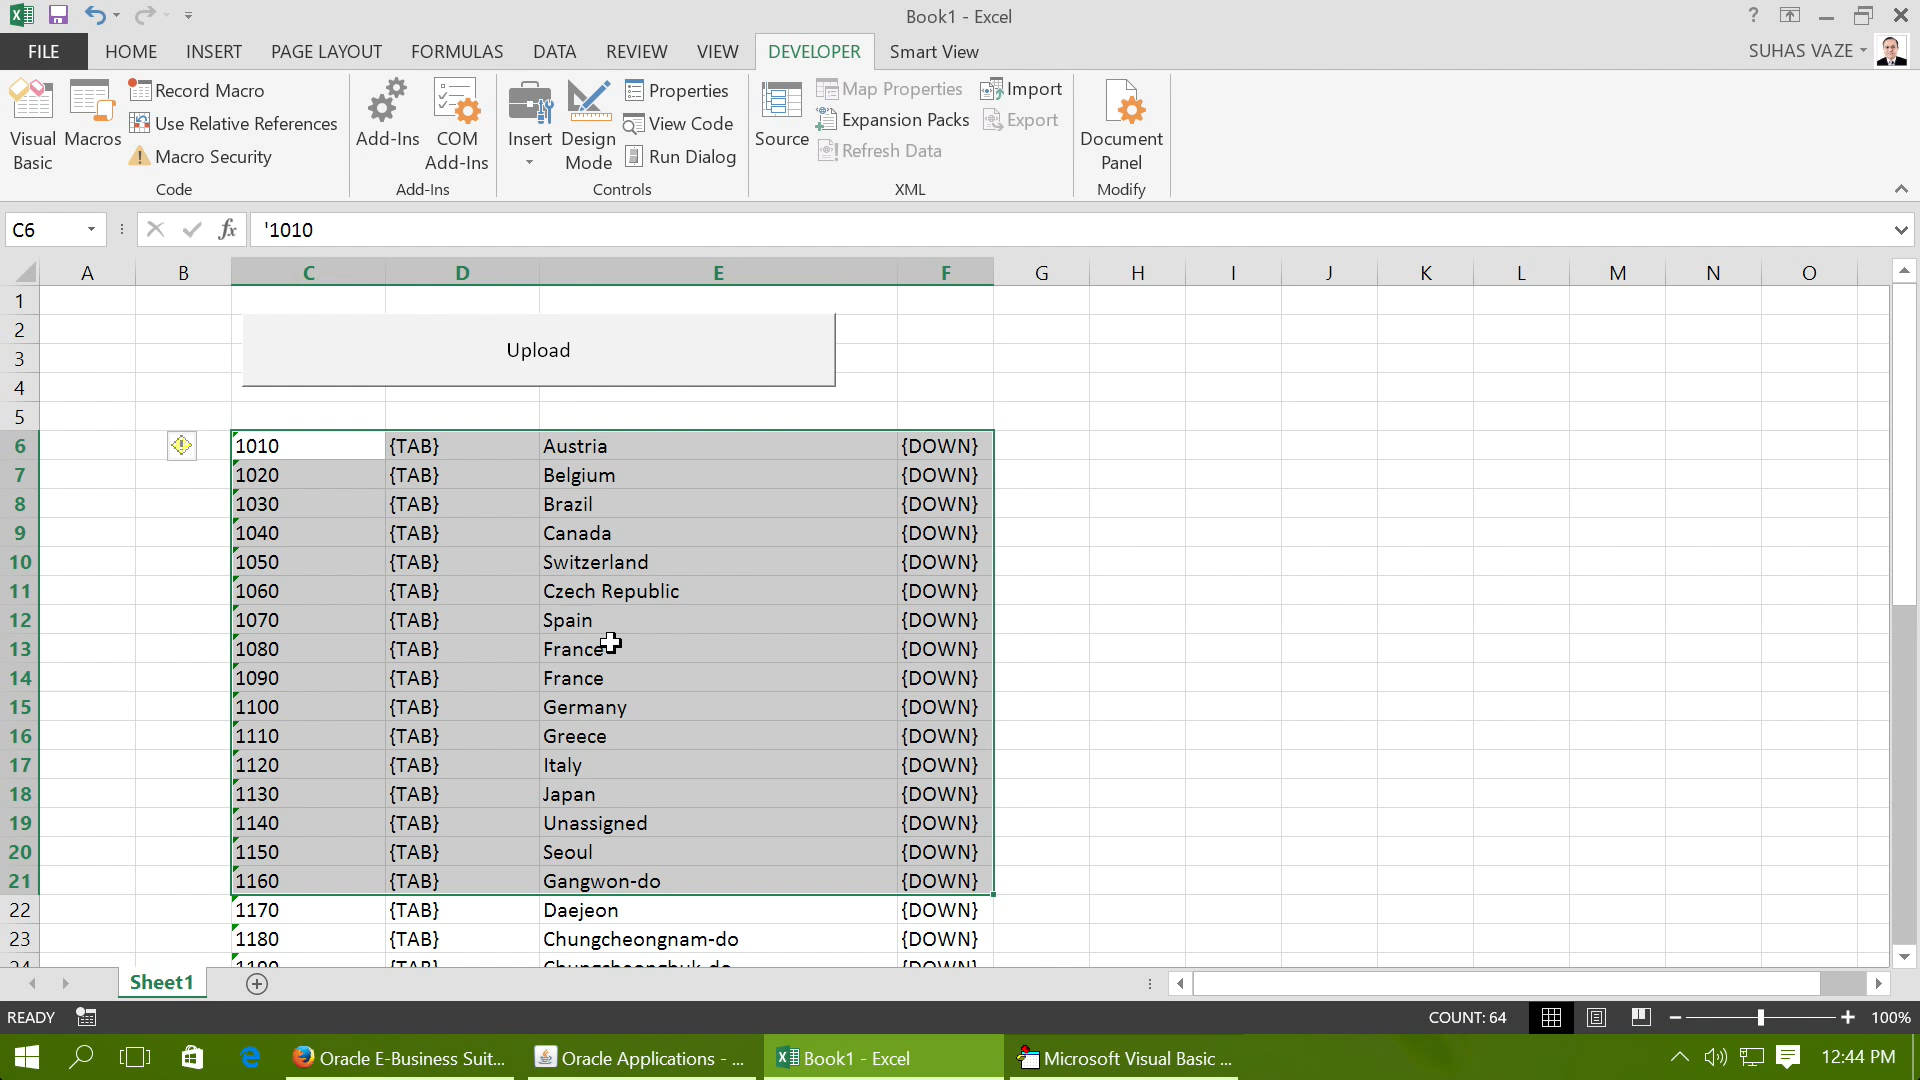 Book1 - Excel
?
FILE HOME INSERT PAGE LAYOUT FORMULAS DATA REVIEW VIEW DEVELOPER Smart View SUHAS VAZE
Visual Basic
Macros
Record Macro
Use Relative References
Macro Security
Code
Add-Ins
COM Add-Ins
Add-Ins
Insert
Design Mode
Properties
View Code
Run Dialog
Controls
Source
Map Properties
Expansion Packs
Refresh Data
Import
Export
XML
Document Panel
Modify
C6 fx '1010
A B C D E F G H I J K L M N O
1
2
3
4
Upload
5
6 1010 {TAB} Austria {DOWN}
7 1020 {TAB} Belgium {DOWN}
8 1030 {TAB} Brazil {DOWN}
9 1040 {TAB} Canada {DOWN}
10 1050 {TAB} Switzerland {DOWN}
11 1060 {TAB} Czech Republic {DOWN}
12 1070 {TAB} Spain {DOWN}
13 1080 {TAB} France {DOWN}
14 1090 {TAB} France {DOWN}
15 1100 {TAB} Germany {DOWN}
16 1110 {TAB} Greece {DOWN}
17 1120 {TAB} Italy {DOWN}
18 1130 {TAB} Japan {DOWN}
19 1140 {TAB} Unassigned {DOWN}
20 1150 {TAB} Seoul {DOWN}
21 1160 {TAB} Gangwon-do {DOWN}
22 1170 {TAB} Daejeon {DOWN}
23 1180 {TAB} Chungcheongnam-do {DOWN}
24 1190 {TAB} Chungcheongbuk-do {DOWN}
Sheet1
READY COUNT: 64 100%
Oracle E-Business Suit... Oracle Applications - ... Book1 - Excel Microsoft Visual Basic ... 12:44 PM